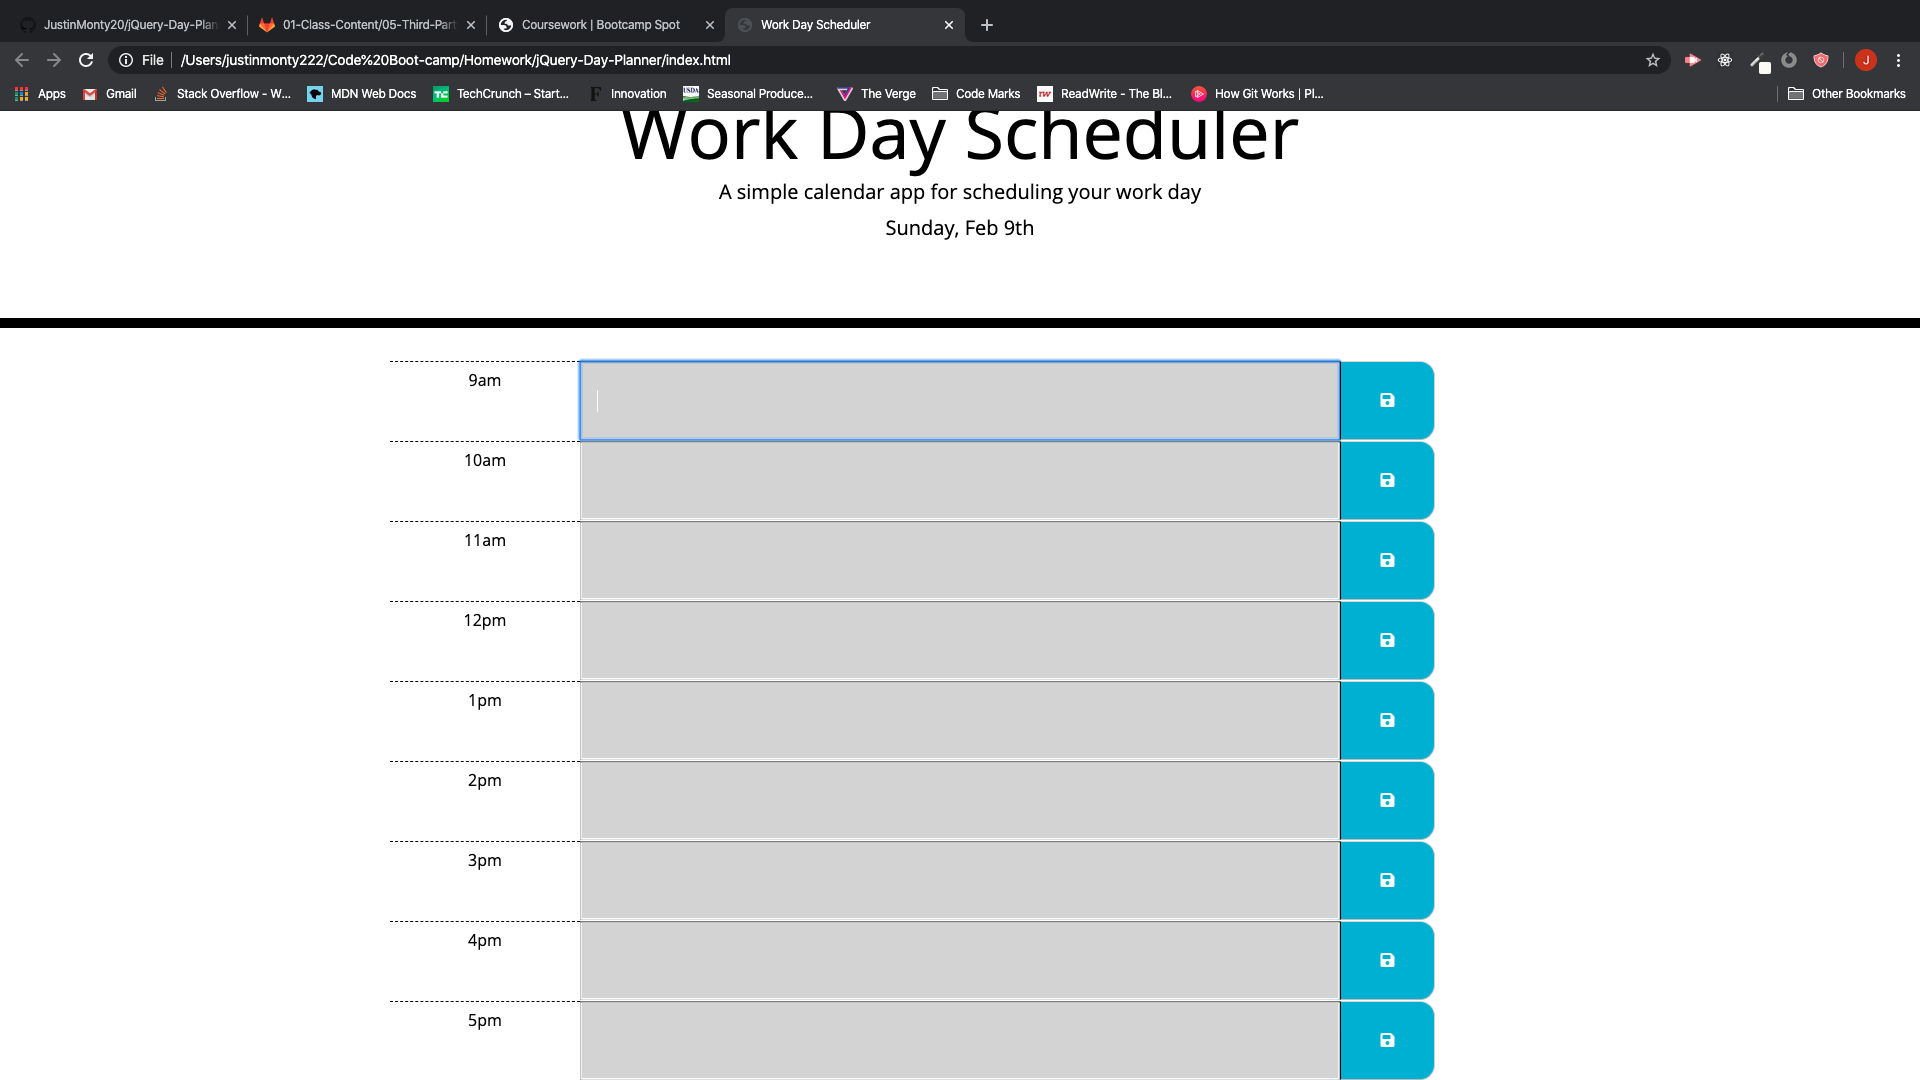 JustinMonty20/jQuery-Day-Plan
01-Class-Content/05-Third-Part
Coursework | Bootcamp Spot
Work Day Scheduler
File
/Users/justinmonty222/Code%20Boot-camp/Homework/jQuery-Day-Planner/index.html
J
Apps
Gmail
Stack Overflow - W...
TC
TechCrunch – Start...
MDN Web Docs
F
Innovation
USDA
Seasonal Produce...
The Verge
Code Marks
rw
ReadWrite - The Bl...
How Git Works | Pl...
Other Bookmarks
Work Day Scheduler
A simple calendar app for scheduling your work day
Sunday, Feb 9th
9am
10am
11am
12pm
1pm
2pm
3pm
4pm
5pm